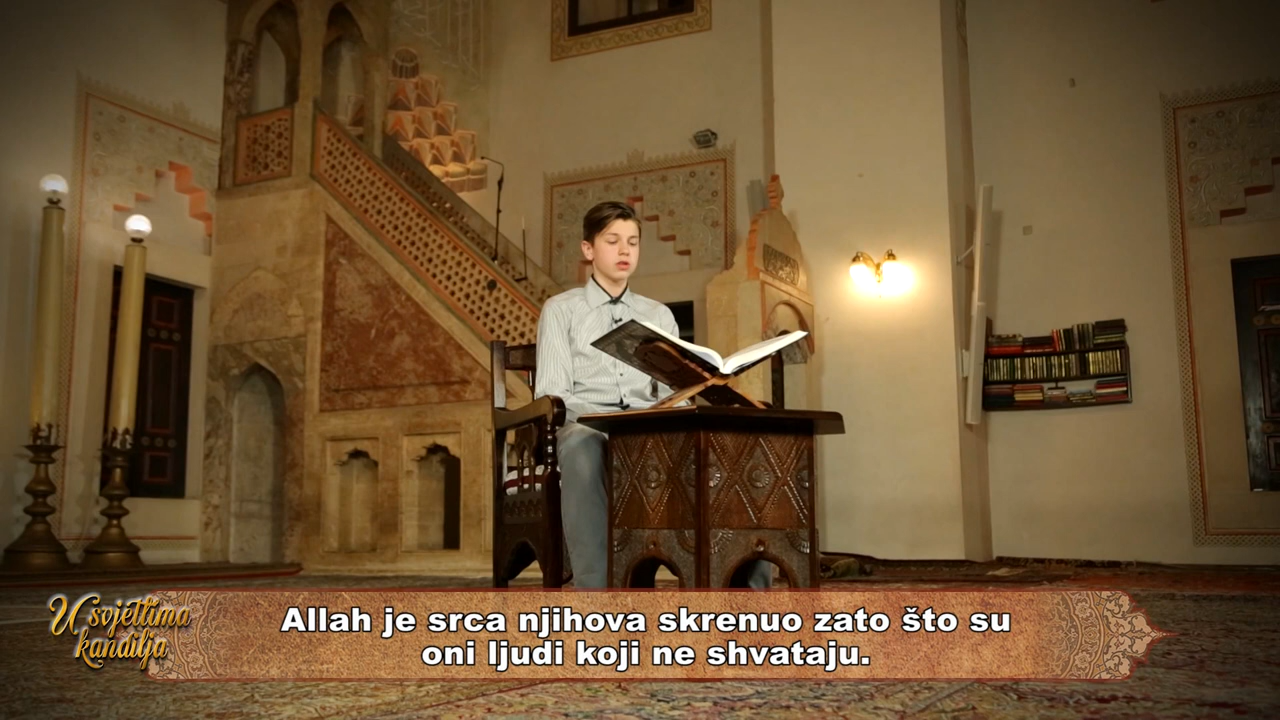 U svjetlima
kandilja
Allah je srca njihova skrenuo zato što su
oni ljudi koji ne shvataju.